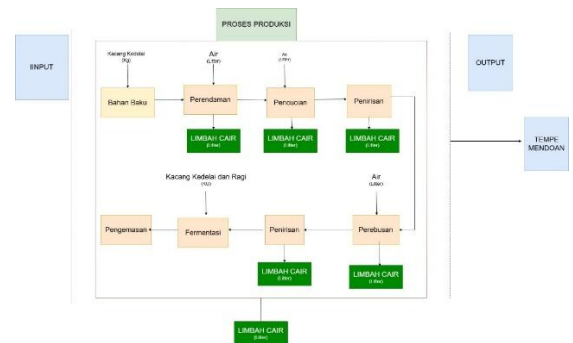 PROSES PRODUKSI
IINPUT
OUTPUT
Kacang Kedelai
(Kg)
Air
(Liter)
Air
(Liter)
Bahan Baku
Perendaman
Pencucian
Penirisan
LIMBAH CAIR
(Liter)
LIMBAH CAIR
(Liter)
LIMBAH CAIR
(Liter)
TEMPE
MENDOAN
Kacang Kedelai dan Ragi
Air
(Liter)
Pengemasan
Fermentasi
Penirisan
Perebusan
LIMBAH CAIR
(Liter)
LIMBAH CAIR
(Liter)
LIMBAH CAIR
(Liter)